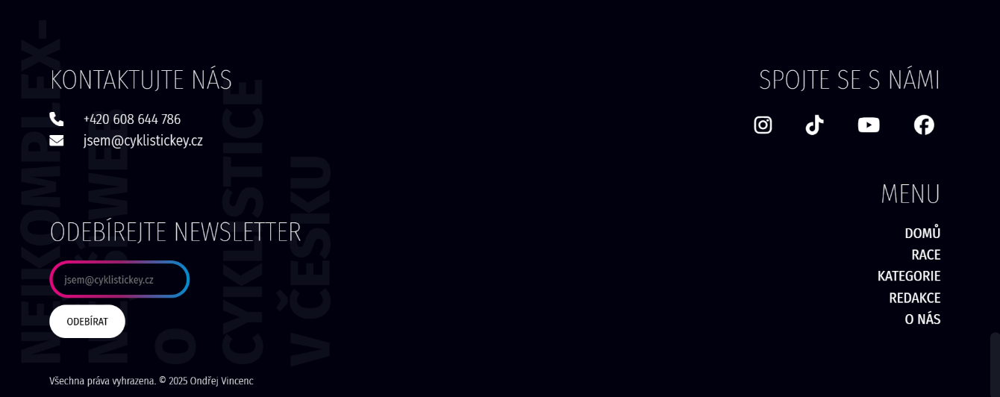 KONTAKTUJTE NÁS
+420 608 644 786
jsem@cyklistickey.cz
ODEBÍREJTE NEWSLETTER
jsem@cyklistickey.cz
ODEBÍRAT
Všechna práva vyhrazena. © 2025 Ondřej Vincenc
SPOJTE SE S NÁMI
MENU
DOMŮ
RACE
KATEGORIE
REDAKCE
O NÁS
NEJKOMPLEX-
NĚJŠÍ WEB
O
CYKLISTICE
V ČESKU